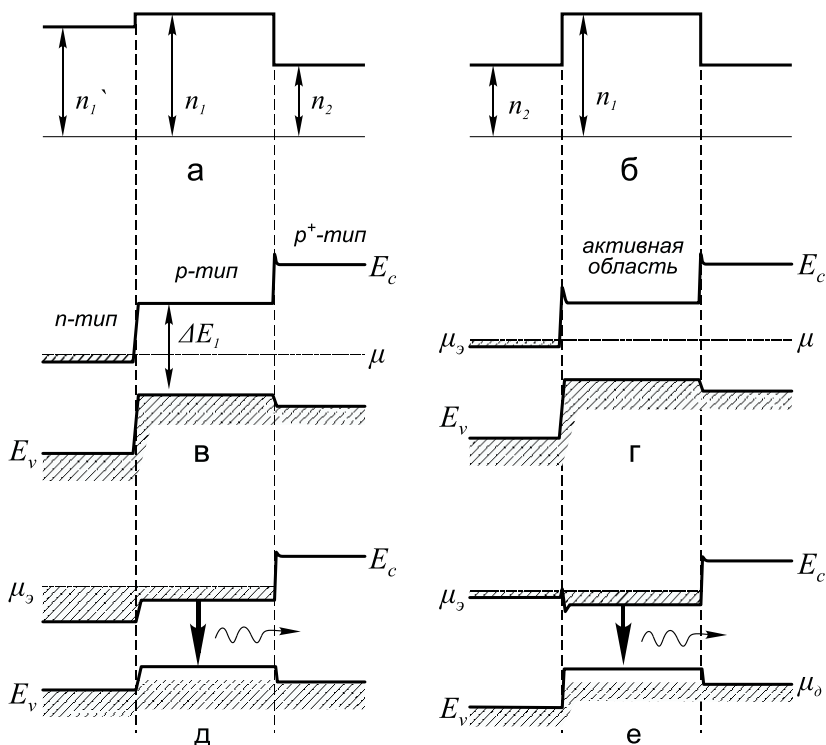 n₁` n₁ n₂
а
n₂ n₁
б
n-тип
p-тип
p⁺-тип
E_c
ΔE₁
μ
E_v
в
активная
область
E_c
μ_э
μ
E_v
г
μ_э
E_c
E_v
д
μ_э
E_c
E_v
μ_д
е